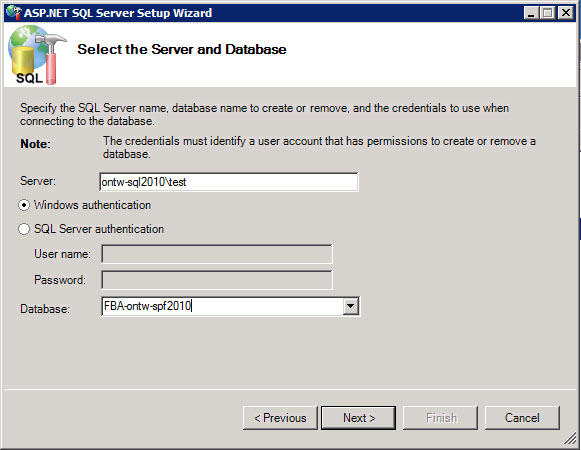 ASP.NET SQL Server Setup Wizard
SQL
Select the Server and Database
Specify the SQL Server name, database name to create or remove, and the credentials to use when
connecting to the database.
Note: The credentials must identify a user account that has permissions to create or remove a
database.
Server: ontw-sql2010\test
Windows authentication
SQL Server authentication
User name:
Password:
Database: FBA-ontw-spf2010
< Previous Next > Finish Cancel